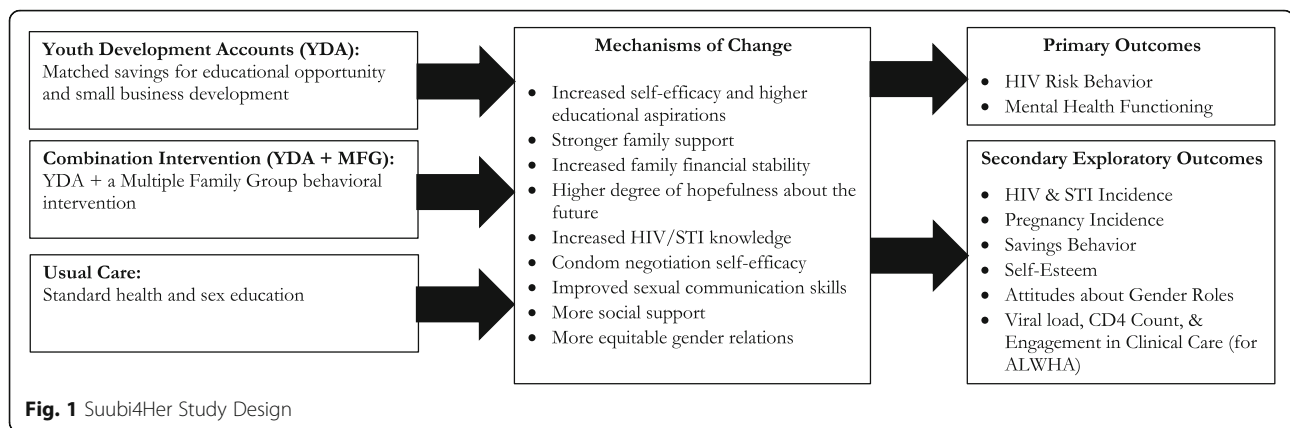 Youth Development Accounts (YDA):
Matched savings for educational opportunity
and small business development
Combination Intervention (YDA + MFG):
YDA + a Multiple Family Group behavioral
intervention
Usual Care:
Standard health and sex education
Mechanisms of Change
• Increased self-efficacy and higher
educational aspirations
• Stronger family support
• Increased family financial stability
• Higher degree of hopefulness about the
future
• Increased HIV/STI knowledge
• Condom negotiation self-efficacy
• Improved sexual communication skills
• More social support
• More equitable gender relations
Primary Outcomes
• HIV Risk Behavior
• Mental Health Functioning
Secondary Exploratory Outcomes
• HIV & STI Incidence
• Pregnancy Incidence
• Savings Behavior
• Self-Esteem
• Attitudes about Gender Roles
• Viral load, CD4 Count, &
Engagement in Clinical Care (for
ALWHA)
Fig. 1 Suubi4Her Study Design